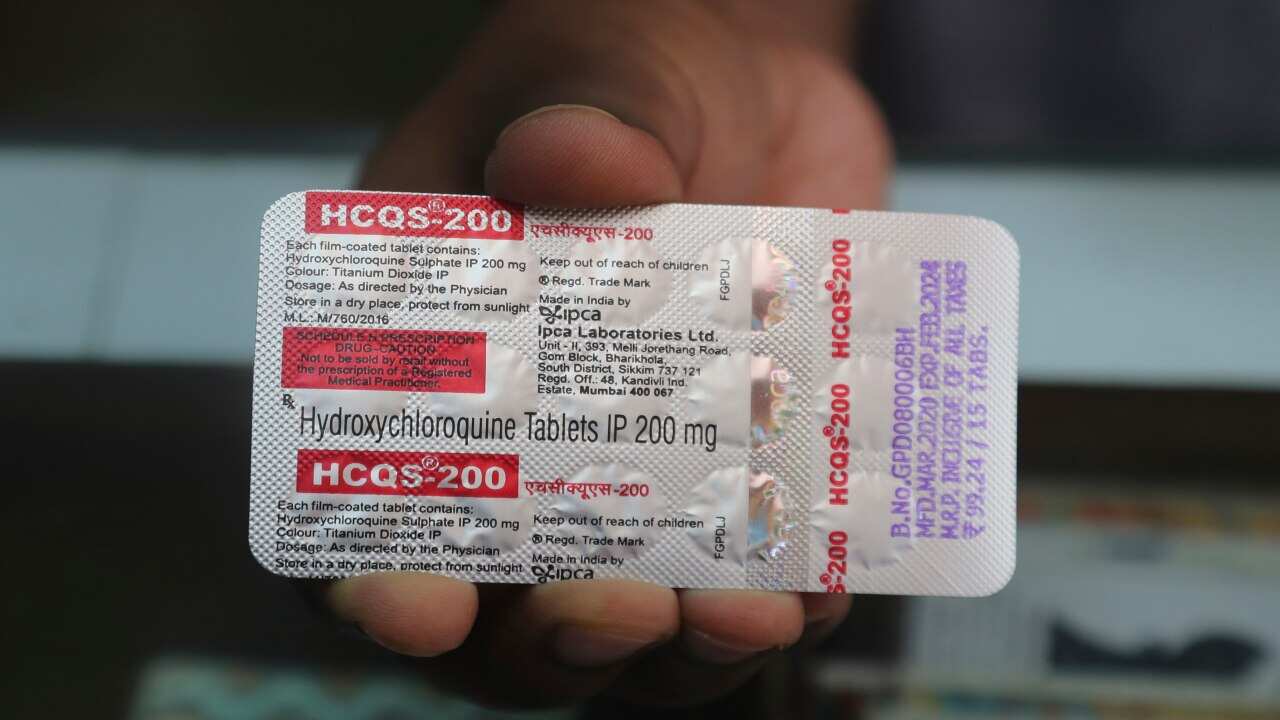 HCQS®-200
एचसीक्यूएस-200
Each film-coated tablet contains:
Hydroxychloroquine Sulphate IP 200 mg
Colour: Titanium Dioxide IP
Dosage: As directed by the Physician
Store in a dry place, protect from sunlight
M.L.: M/760/2016
SCHEDULE H PRESCRIPTION
DRUG-CAUTION
Not to be sold by retail without
the prescription of a Registered
Medical Practitioner.
Keep out of reach of children
® Regd. Trade Mark
Made in India by
ipca
Ipca Laboratories Ltd.
Unit - II, 393, Melli Jorethang Road,
Gom Block, Bharikhola,
South District, Sikkim 737 121
Regd. Off.: 48, Kandivli Ind.
Estate, Mumbai 400 067
FGPDLJ
℞
Hydroxychloroquine Tablets IP 200 mg
HCQS®-200
एचसीक्यूएस-200
Each film-coated tablet contains:
Hydroxychloroquine Sulphate IP 200 mg
Colour: Titanium Dioxide IP
Dosage: As directed by the Physician
Store in a dry place, protect from sunlight
Keep out of reach of children
® Regd. Trade Mark
Made in India by
ipca
FGPDLJ
HCQS®-200
HCQS®-200
S®-200
B.No.GPD080006BH
MFD.MAR.2020 EXP.FEB.2024
M.R.P. INCLUSIVE OF ALL TAXES
₹ 99.24 / 15 TABS.